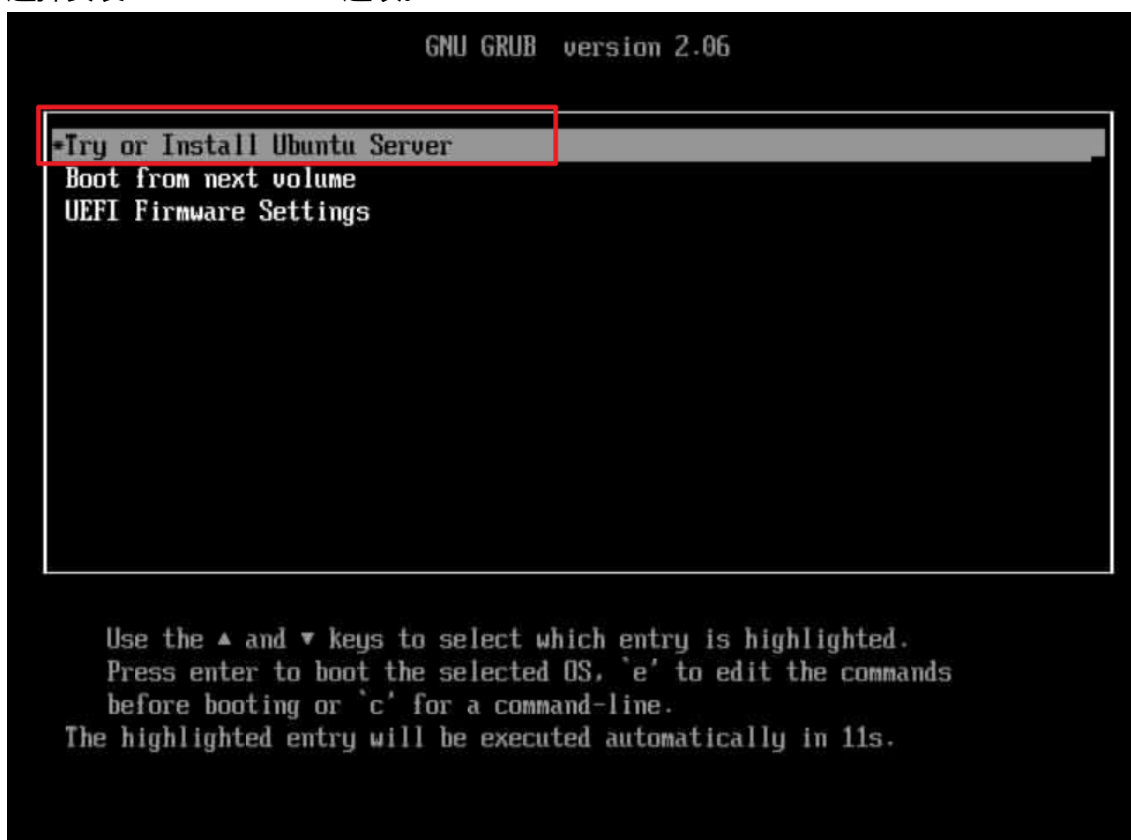 GNU GRUB version 2.06
*Try or Install Ubuntu Server
Boot from next volume
UEFI Firmware Settings
Use the ▲ and ▼ keys to select which entry is highlighted.
Press enter to boot the selected OS, `e' to edit the commands
before booting or `c' for a command-line.
The highlighted entry will be executed automatically in 11s.